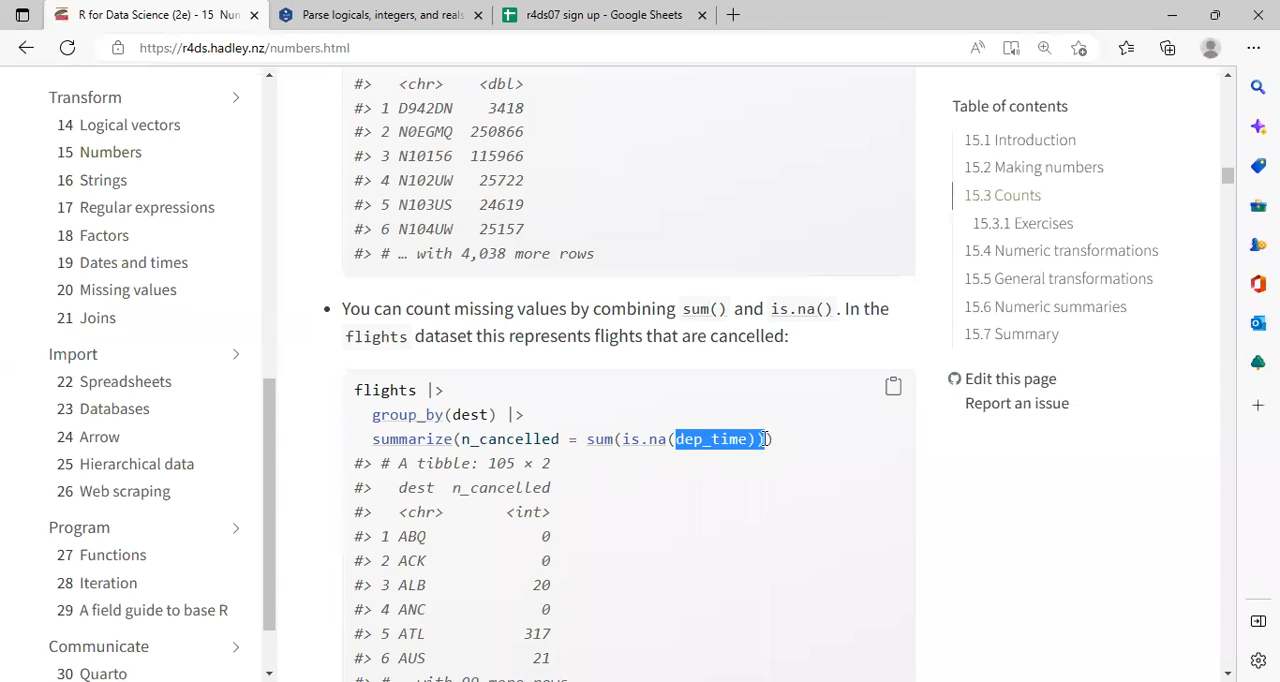 R for Data Science (2e) - 15 Num
Parse logicals, integers, and reals
r4ds07 sign up - Google Sheets
https://r4ds.hadley.nz/numbers.html
Transform
14 Logical vectors
15 Numbers
16 Strings
17 Regular expressions
18 Factors
19 Dates and times
20 Missing values
21 Joins
Import
22 Spreadsheets
23 Databases
24 Arrow
25 Hierarchical data
26 Web scraping
Program
27 Functions
28 Iteration
29 A field guide to base R
Communicate
30 Quarto
#> <chr> <dbl>
#> 1 D942DN 3418
#> 2 N0EGMQ 250866
#> 3 N10156 115966
#> 4 N102UW 25722
#> 5 N103US 24619
#> 6 N104UW 25157
#> # … with 4,038 more rows
• You can count missing values by combining sum() and is.na(). In the
flights dataset this represents flights that are cancelled:
flights |>
group_by(dest) |>
summarize(n_cancelled = sum(is.na(dep_time)))
#> # A tibble: 105 × 2
#> dest n_cancelled
#> <chr> <int>
#> 1 ABQ 0
#> 2 ACK 0
#> 3 ALB 20
#> 4 ANC 0
#> 5 ATL 317
#> 6 AUS 21
#> # … with 99 more rows
Table of contents
15.1 Introduction
15.2 Making numbers
15.3 Counts
15.3.1 Exercises
15.4 Numeric transformations
15.5 General transformations
15.6 Numeric summaries
15.7 Summary
Edit this page
Report an issue